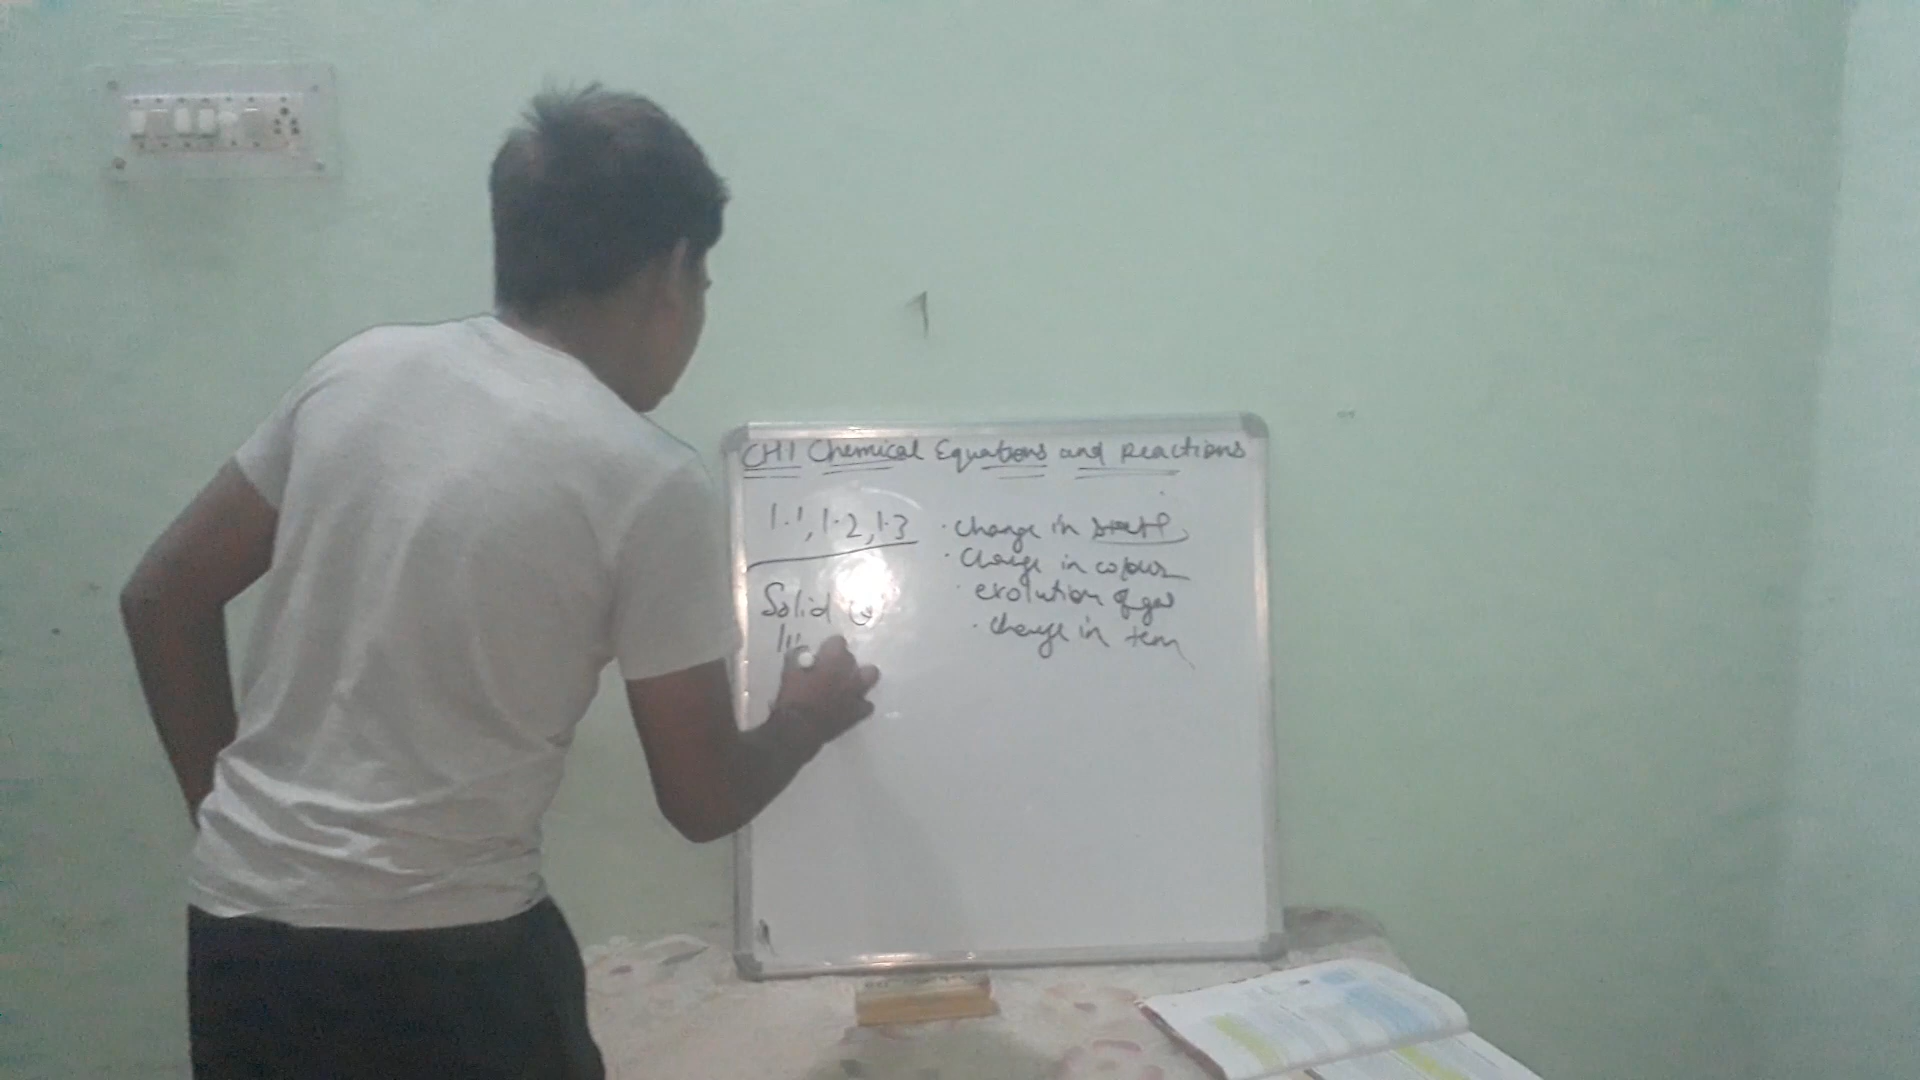 CH1 Chemical Equations and Reactions
1.1, 1.2, 1.3
· change in state
· Change in colour
· evolution of gas
· change in tem
Solid (s)
li